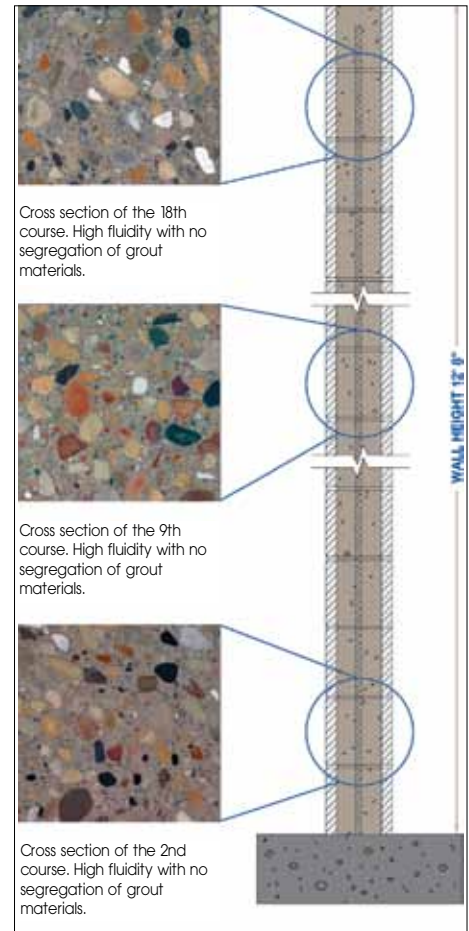 Cross section of the 18th
course. High fluidity with no
segregation of grout
materials.
Cross section of the 9th
course. High fluidity with no
segregation of grout
materials.
Cross section of the 2nd
course. High fluidity with no
segregation of grout
materials.
WALL HEIGHT 12' 8"